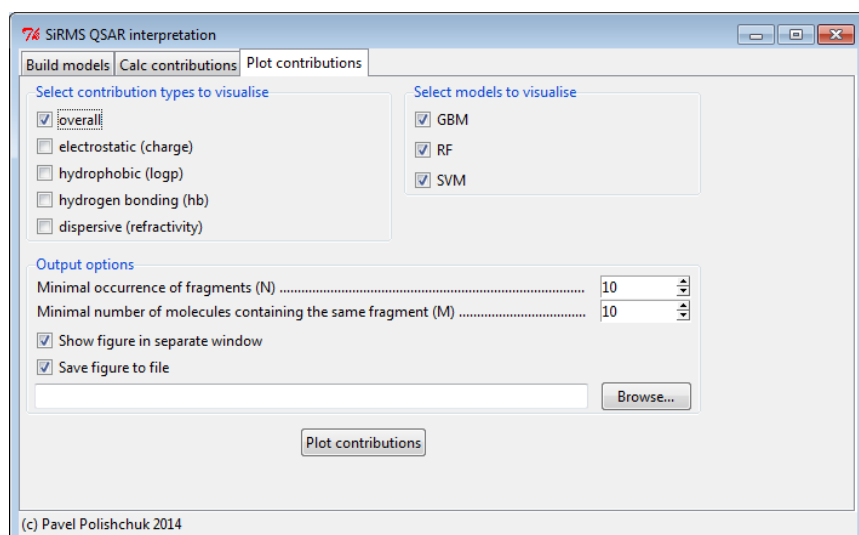 SiRMS QSAR interpretation
Build models Calc contributions Plot contributions
Select contribution types to visualise
overall
electrostatic (charge)
hydrophobic (logp)
hydrogen bonding (hb)
dispersive (refractivity)
Select models to visualise
GBM
RF
SVM
Output options
Minimal occurrence of fragments (N) ............................................................................. 10
Minimal number of molecules containing the same fragment (M) ................................ 10
Show figure in separate window
Save figure to file
Browse...
Plot contributions
(c) Pavel Polishchuk 2014